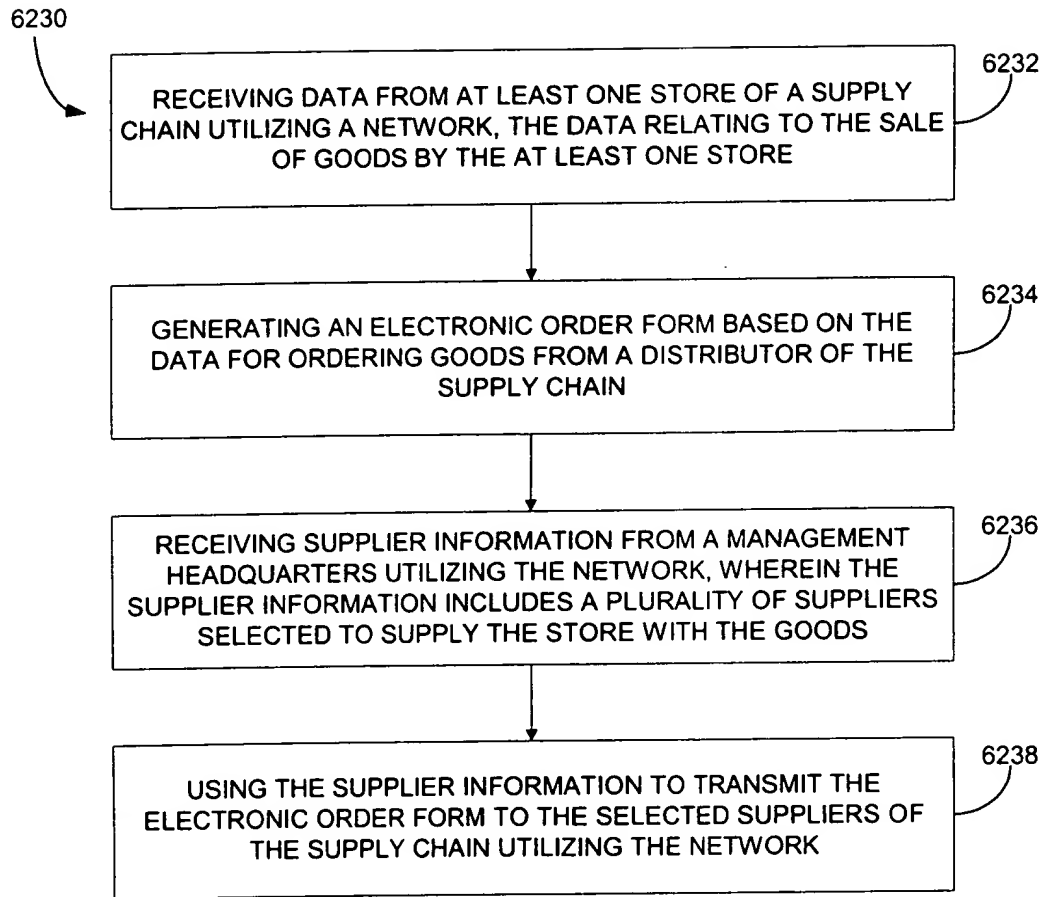 6230
RECEIVING DATA FROM AT LEAST ONE STORE OF A SUPPLY
CHAIN UTILIZING A NETWORK, THE DATA RELATING TO THE SALE
OF GOODS BY THE AT LEAST ONE STORE
6232
GENERATING AN ELECTRONIC ORDER FORM BASED ON THE
DATA FOR ORDERING GOODS FROM A DISTRIBUTOR OF THE
SUPPLY CHAIN
6234
RECEIVING SUPPLIER INFORMATION FROM A MANAGEMENT
HEADQUARTERS UTILIZING THE NETWORK, WHEREIN THE
SUPPLIER INFORMATION INCLUDES A PLURALITY OF SUPPLIERS
SELECTED TO SUPPLY THE STORE WITH THE GOODS
6236
USING THE SUPPLIER INFORMATION TO TRANSMIT THE
ELECTRONIC ORDER FORM TO THE SELECTED SUPPLIERS OF
THE SUPPLY CHAIN UTILIZING THE NETWORK
6238